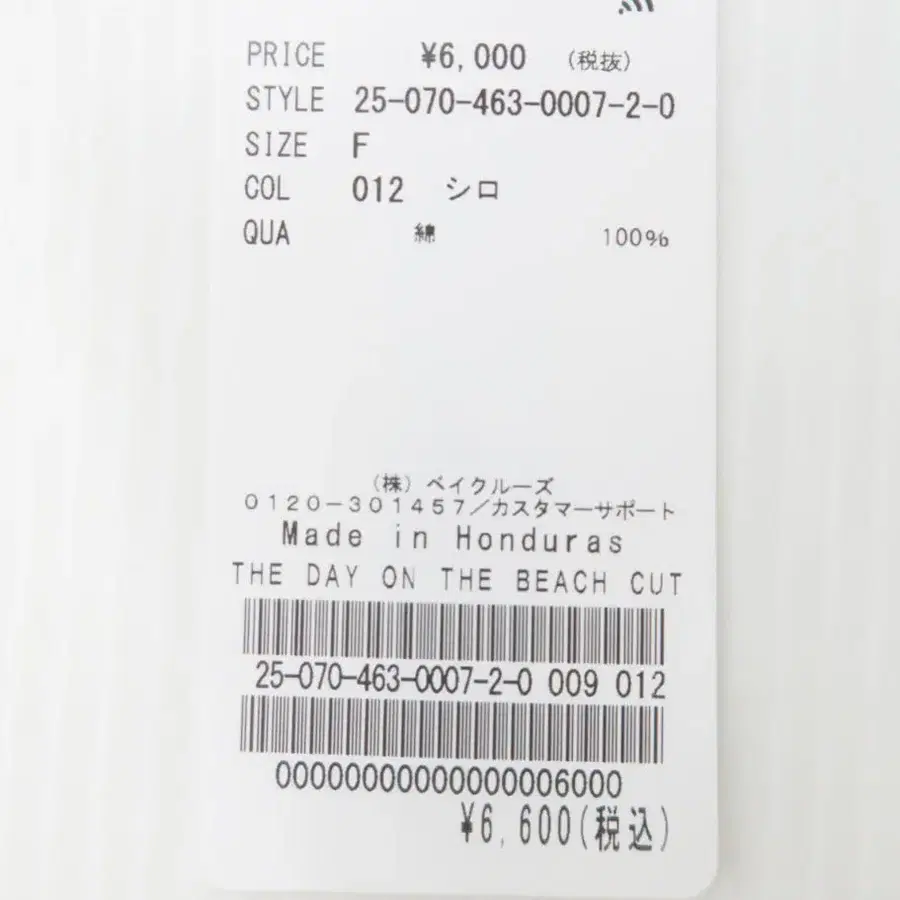 PRICE ¥6,000 (税抜)
STYLE 25-070-463-0007-2-0
SIZE F
COL 012 シロ
QUA 綿 100%
(株) ベイクルーズ
0120-301457/カスタマーサポート
Made in Honduras
THE DAY ON THE BEACH CUT
25-070-463-0007-2-0 009 012
00000000000000006000
¥6,600(税込)